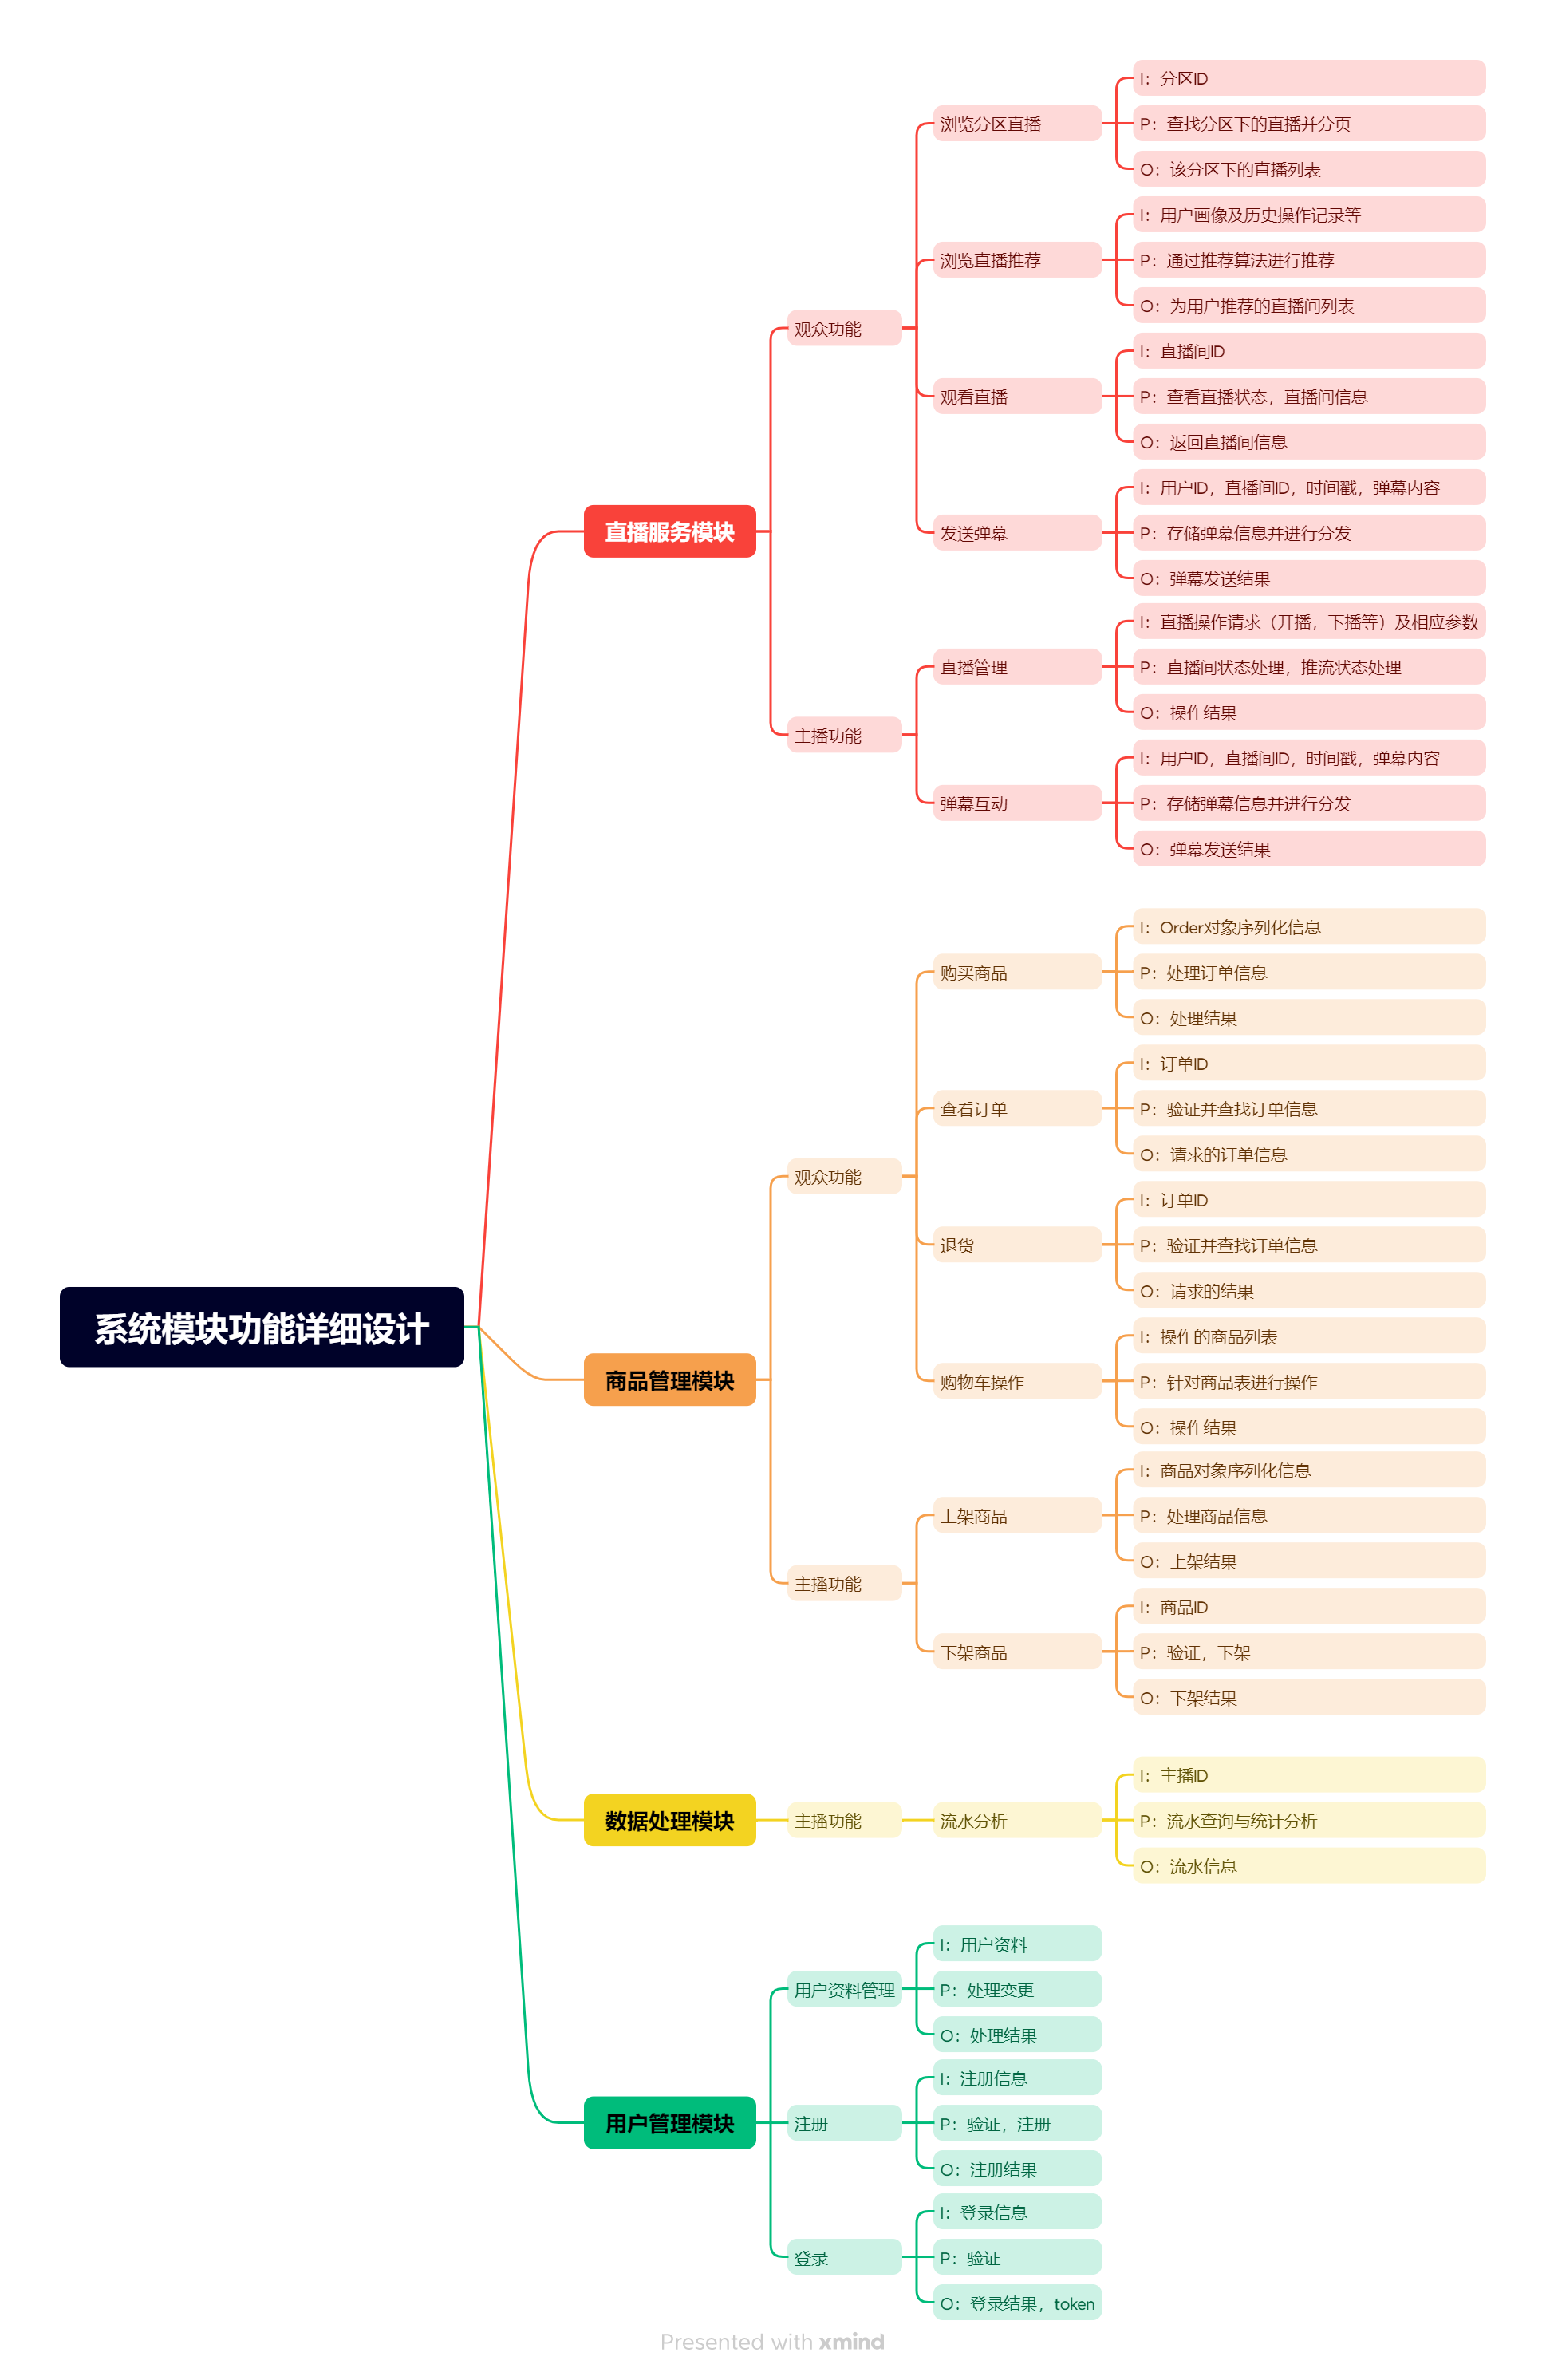 系统模块功能详细设计
直播服务模块
观众功能
浏览分区直播
I：分区ID
P：查找分区下的直播并分页
O：该分区下的直播列表
浏览直播推荐
I：用户画像及历史操作记录等
P：通过推荐算法进行推荐
O：为用户推荐的直播间列表
观看直播
I：直播间ID
P：查看直播状态，直播间信息
O：返回直播间信息
发送弹幕
I：用户ID，直播间ID，时间戳，弹幕内容
P：存储弹幕信息并进行分发
O：弹幕发送结果
主播功能
直播管理
I：直播操作请求（开播，下播等）及相应参数
P：直播间状态处理，推流状态处理
O：操作结果
弹幕互动
I：用户ID，直播间ID，时间戳，弹幕内容
P：存储弹幕信息并进行分发
O：弹幕发送结果
商品管理模块
观众功能
购买商品
I：Order对象序列化信息
P：处理订单信息
O：处理结果
查看订单
I：订单ID
P：验证并查找订单信息
O：请求的订单信息
退货
I：订单ID
P：验证并查找订单信息
O：请求的结果
购物车操作
I：操作的商品列表
P：针对商品表进行操作
O：操作结果
主播功能
上架商品
I：商品对象序列化信息
P：处理商品信息
O：上架结果
下架商品
I：商品ID
P：验证，下架
O：下架结果
数据处理模块
主播功能
流水分析
I：主播ID
P：流水查询与统计分析
O：流水信息
用户管理模块
用户资料管理
I：用户资料
P：处理变更
O：处理结果
注册
I：注册信息
P：验证，注册
O：注册结果
登录
I：登录信息
P：验证
O：登录结果，token
Presented with xmind